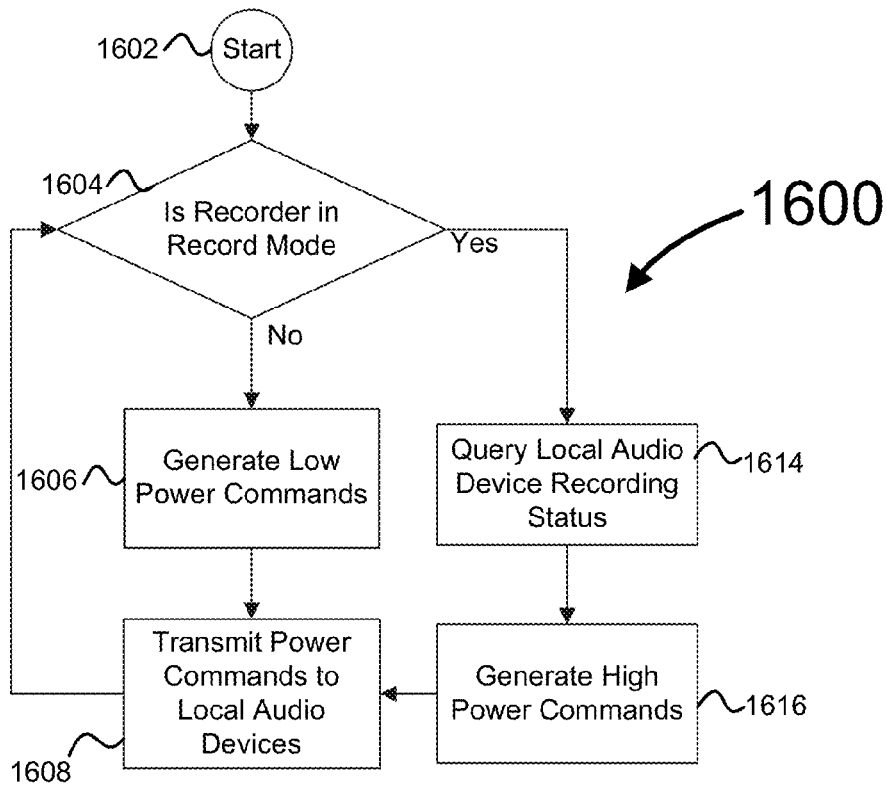 1602
Start
1604
Is Recorder in
Record Mode
Yes
No
1600
1606
Generate Low
Power Commands
Query Local Audio
Device Recording
Status
1614
Transmit Power
Commands to
Local Audio
Devices
1608
Generate High
Power Commands
1616